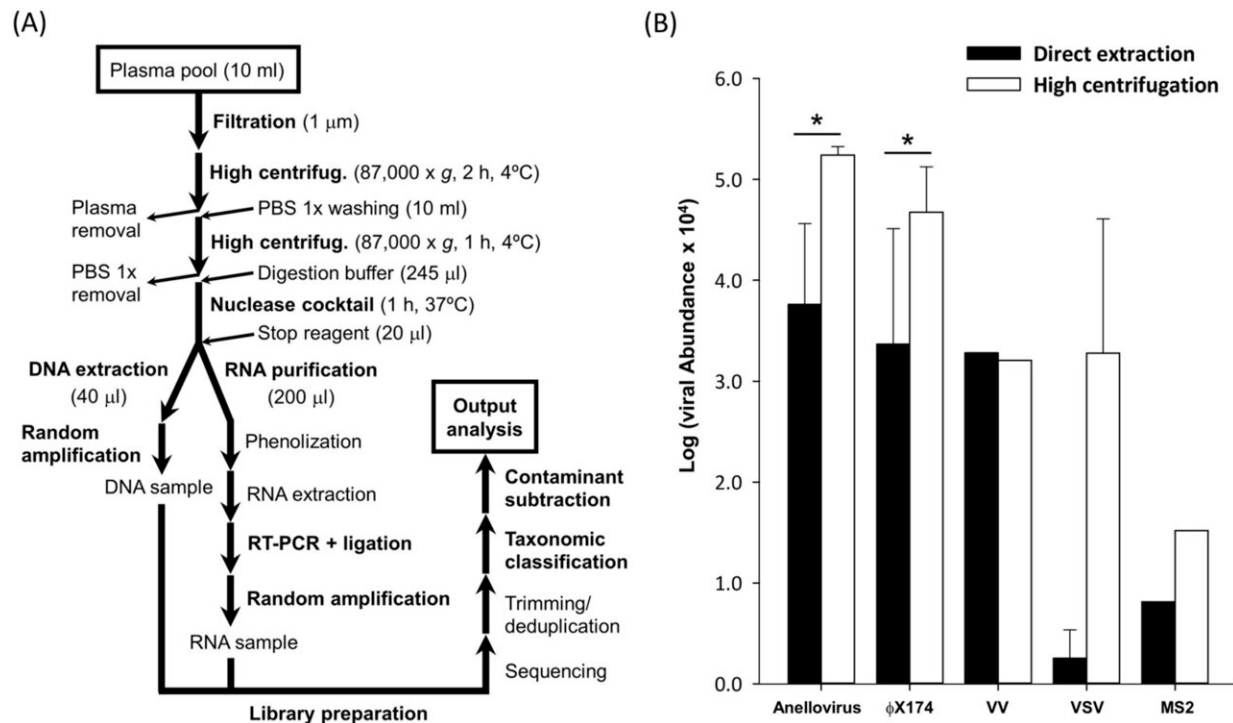 (A)
Plasma pool (10 ml)
Filtration (1 μm)
High centrifug. (87,000 x g, 2 h, 4ºC)
Plasma
removal
PBS 1x washing (10 ml)
High centrifug. (87,000 x g, 1 h, 4ºC)
PBS 1x
removal
Digestion buffer (245 μl)
Nuclease cocktail (1 h, 37ºC)
Stop reagent (20 μl)
DNA extraction
(40 μl)
RNA purification
(200 μl)
Random
amplification
DNA sample
Phenolization
RNA extraction
RT-PCR + ligation
Random amplification
RNA sample
Library preparation
Sequencing
Trimming/
deduplication
Taxonomic
classification
Contaminant
subtraction
Output
analysis
(B)
Direct extraction
High centrifugation
Log (viral Abundance x 10⁴)
6.0
5.0
4.0
3.0
2.0
1.0
0.0
*
*
Anellovirus
ϕX174
VV
VSV
MS2